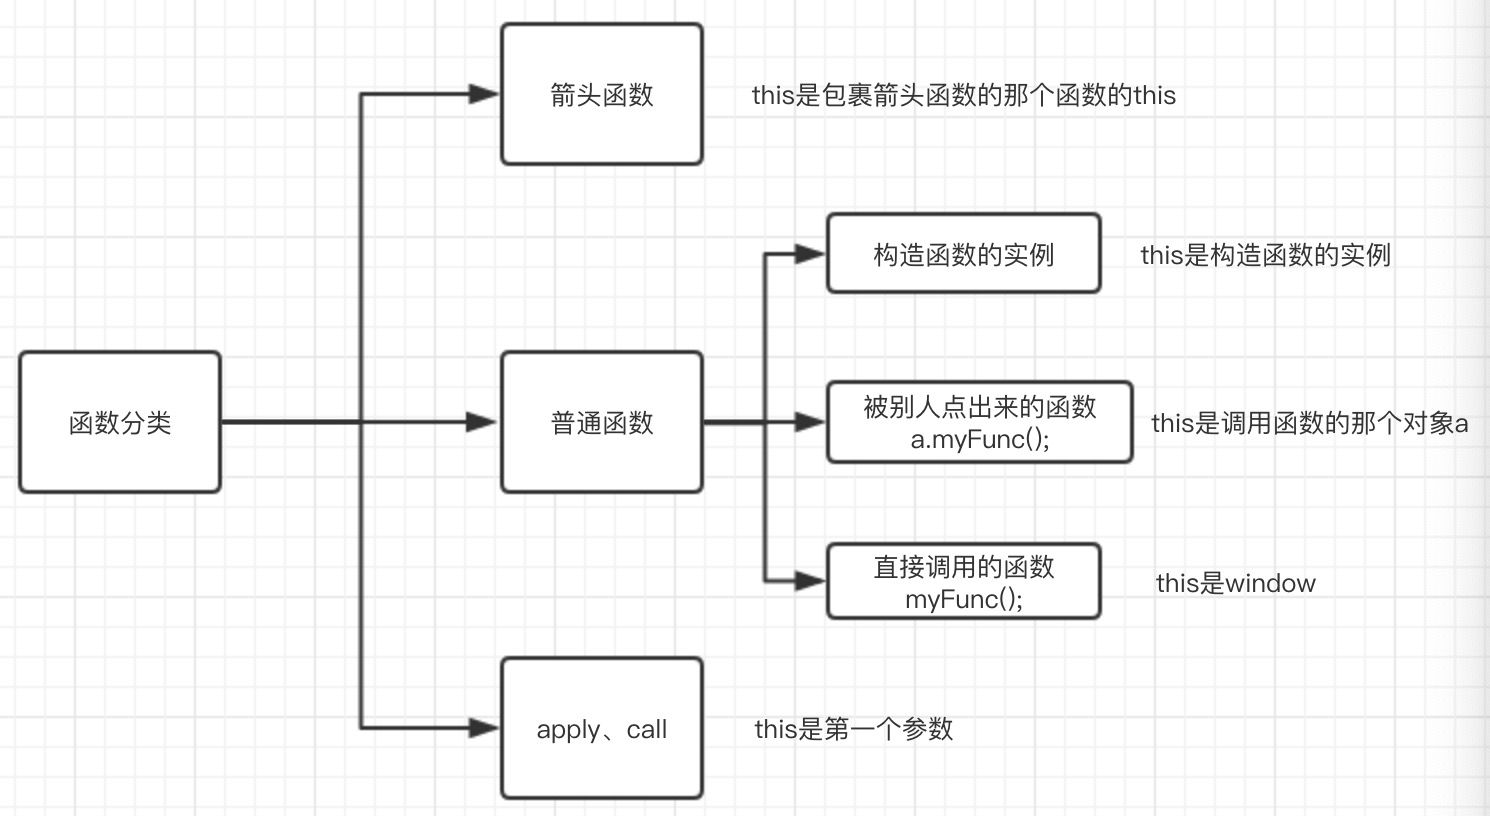 箭头函数
this是包裹箭头函数的那个函数的this
构造函数的实例
this是构造函数的实例
函数分类
普通函数
被别人点出来的函数
a.myFunc();
this是调用函数的那个对象a
直接调用的函数
myFunc();
this是window
apply、call
this是第一个参数